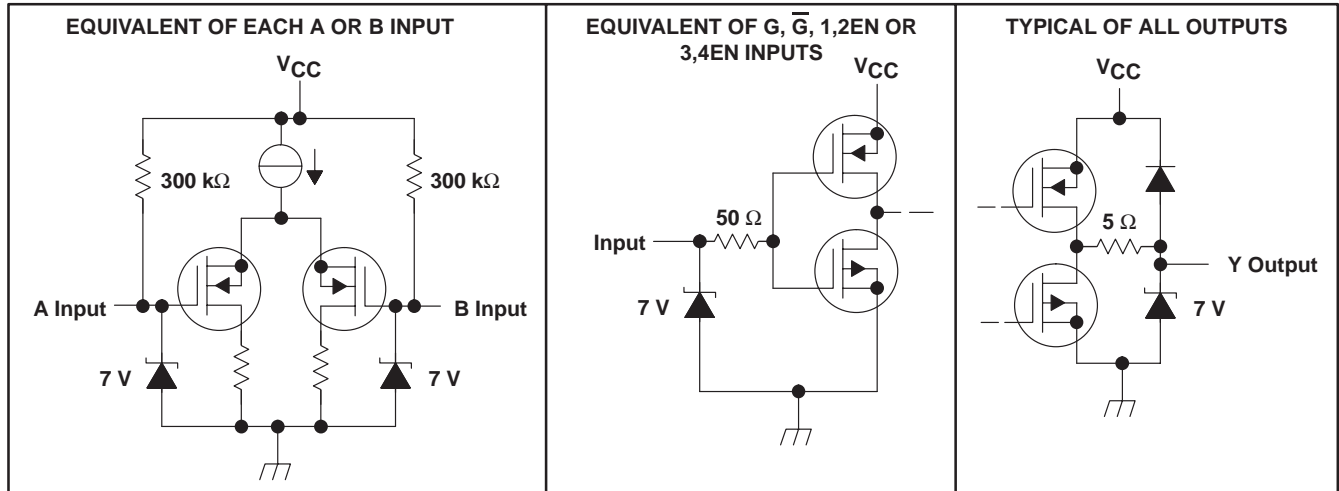 EQUIVALENT OF EACH A OR B INPUT
VCC
300 kΩ
300 kΩ
A Input
B Input
7 V
7 V
EQUIVALENT OF G, G̅, 1,2EN OR
3,4EN INPUTS
VCC
50 Ω
Input
7 V
TYPICAL OF ALL OUTPUTS
VCC
5 Ω
Y Output
7 V